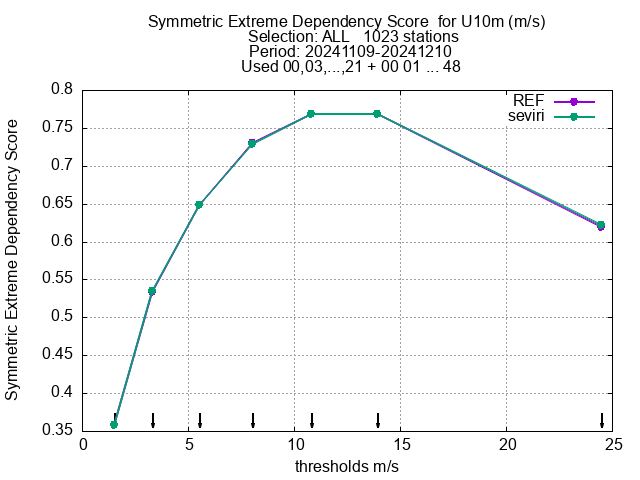 Symmetric Extreme Dependency Score  for U10m (m/s)
Selection: ALL   1023 stations
Period: 20241109-20241210
Used 00,03,...,21 + 00 01 ... 48
REF
seviri
Symmetric Extreme Dependency Score
0.8
0.75
0.7
0.65
0.6
0.55
0.5
0.45
0.4
0.35
0 5 10 15 20 25
thresholds m/s